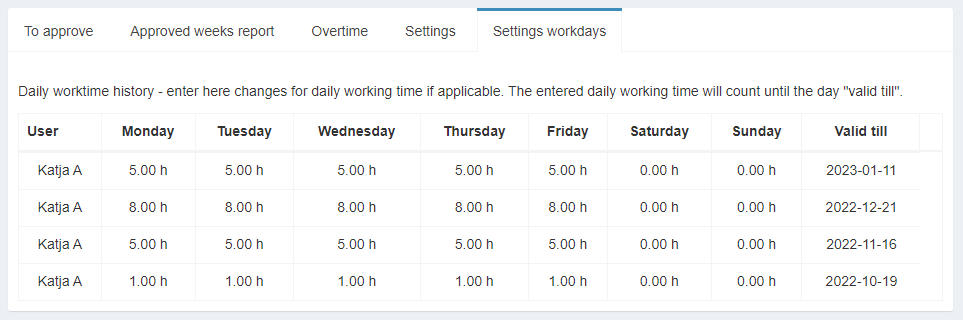 To approve Approved weeks report Overtime Settings Settings workdays
Daily worktime history - enter here changes for daily working time if applicable. The entered daily working time will count until the day "valid till".
User Monday Tuesday Wednesday Thursday Friday Saturday Sunday Valid till
Katja A 5.00 h 5.00 h 5.00 h 5.00 h 5.00 h 0.00 h 0.00 h 2023-01-11
Katja A 8.00 h 8.00 h 8.00 h 8.00 h 8.00 h 0.00 h 0.00 h 2022-12-21
Katja A 5.00 h 5.00 h 5.00 h 5.00 h 5.00 h 0.00 h 0.00 h 2022-11-16
Katja A 1.00 h 1.00 h 1.00 h 1.00 h 1.00 h 0.00 h 0.00 h 2022-10-19